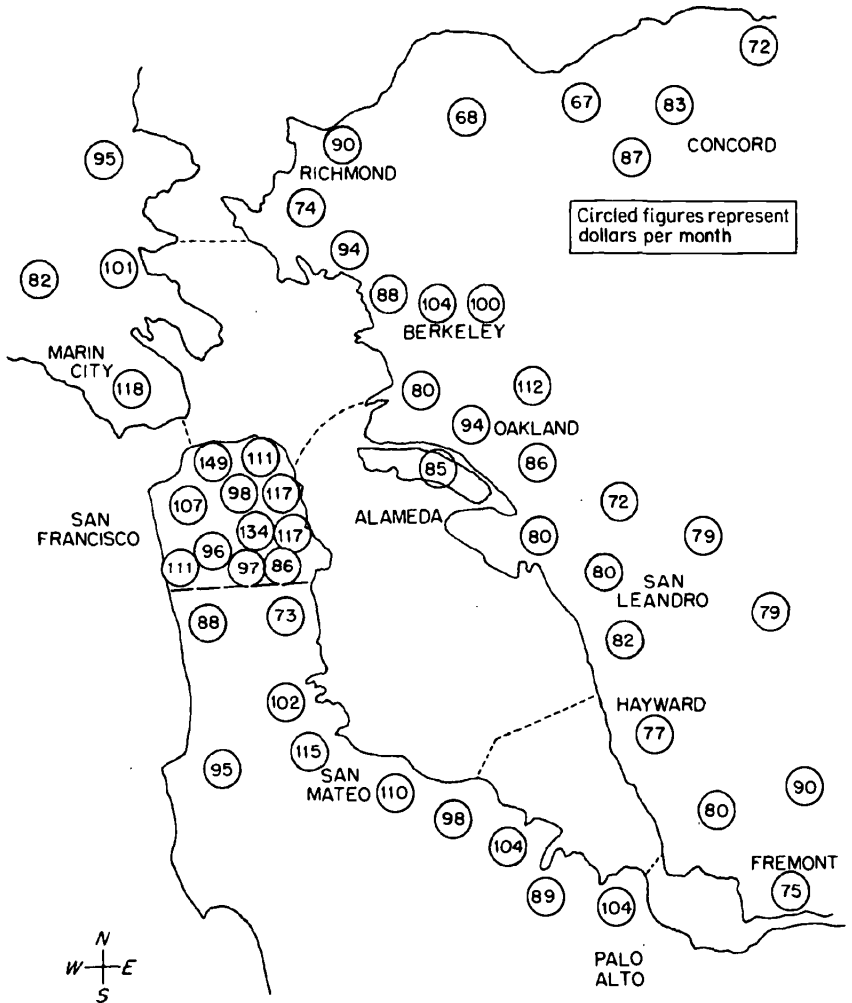 72
67
83
68
87
CONCORD
90
RICHMOND
95
74
Circled figures represent
dollars per month
94
101
82
88
104
100
BERKELEY
MARIN
CITY
118
80
112
94
OAKLAND
149
111
86
85
98
117
107
ALAMEDA
72
SAN
FRANCISCO
134
117
80
79
96
111
97
86
80
SAN
LEANDRO
88
73
79
82
102
HAYWARD
77
115
95
SAN
MATEO
110
90
98
80
104
FREMONT
89
104
75
PALO
ALTO
N
W
E
S